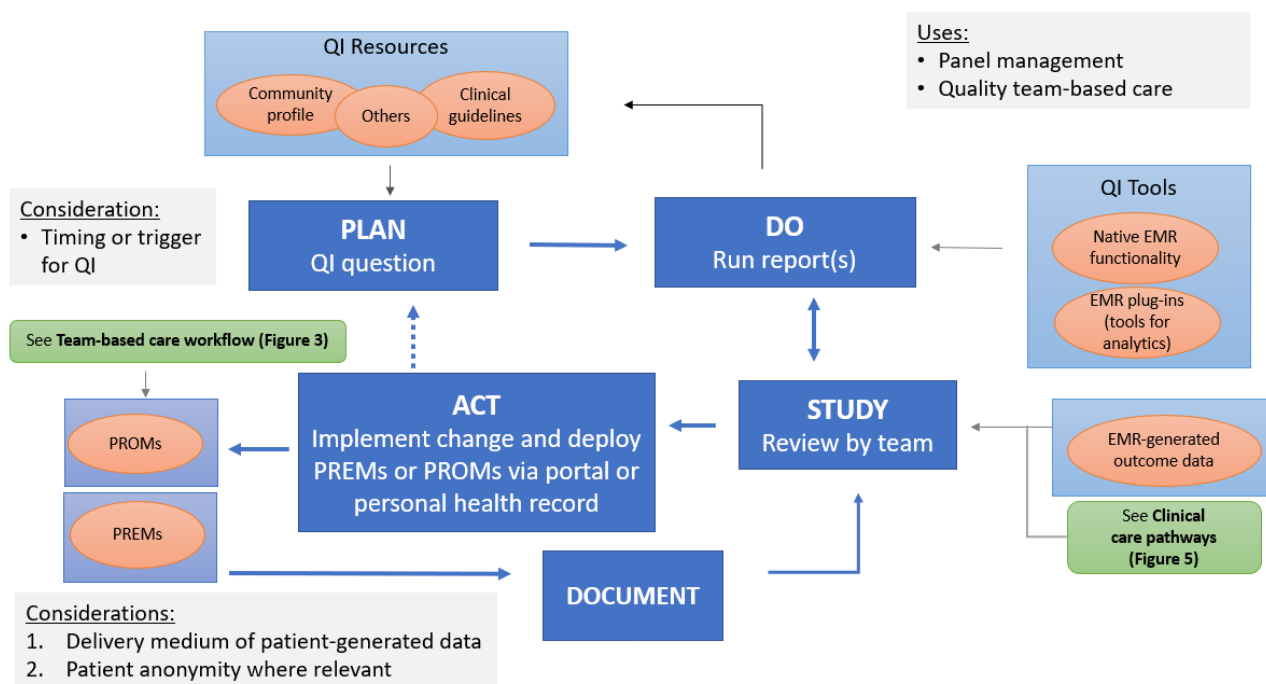 QI Resources
Community
profile
Others
Clinical
guidelines
Uses:
• Panel management
• Quality team-based care
Consideration:
• Timing or trigger
for QI
PLAN
QI question
DO
Run report(s)
QI Tools
Native EMR
functionality
EMR plug-ins
(tools for
analytics)
See Team-based care workflow (Figure 3)
PROMs
PREMs
ACT
Implement change and deploy
PREMs or PROMs via portal or
personal health record
STUDY
Review by team
EMR-generated
outcome data
See Clinical
care pathways
(Figure 5)
DOCUMENT
Considerations:
1. Delivery medium of patient-generated data
2. Patient anonymity where relevant